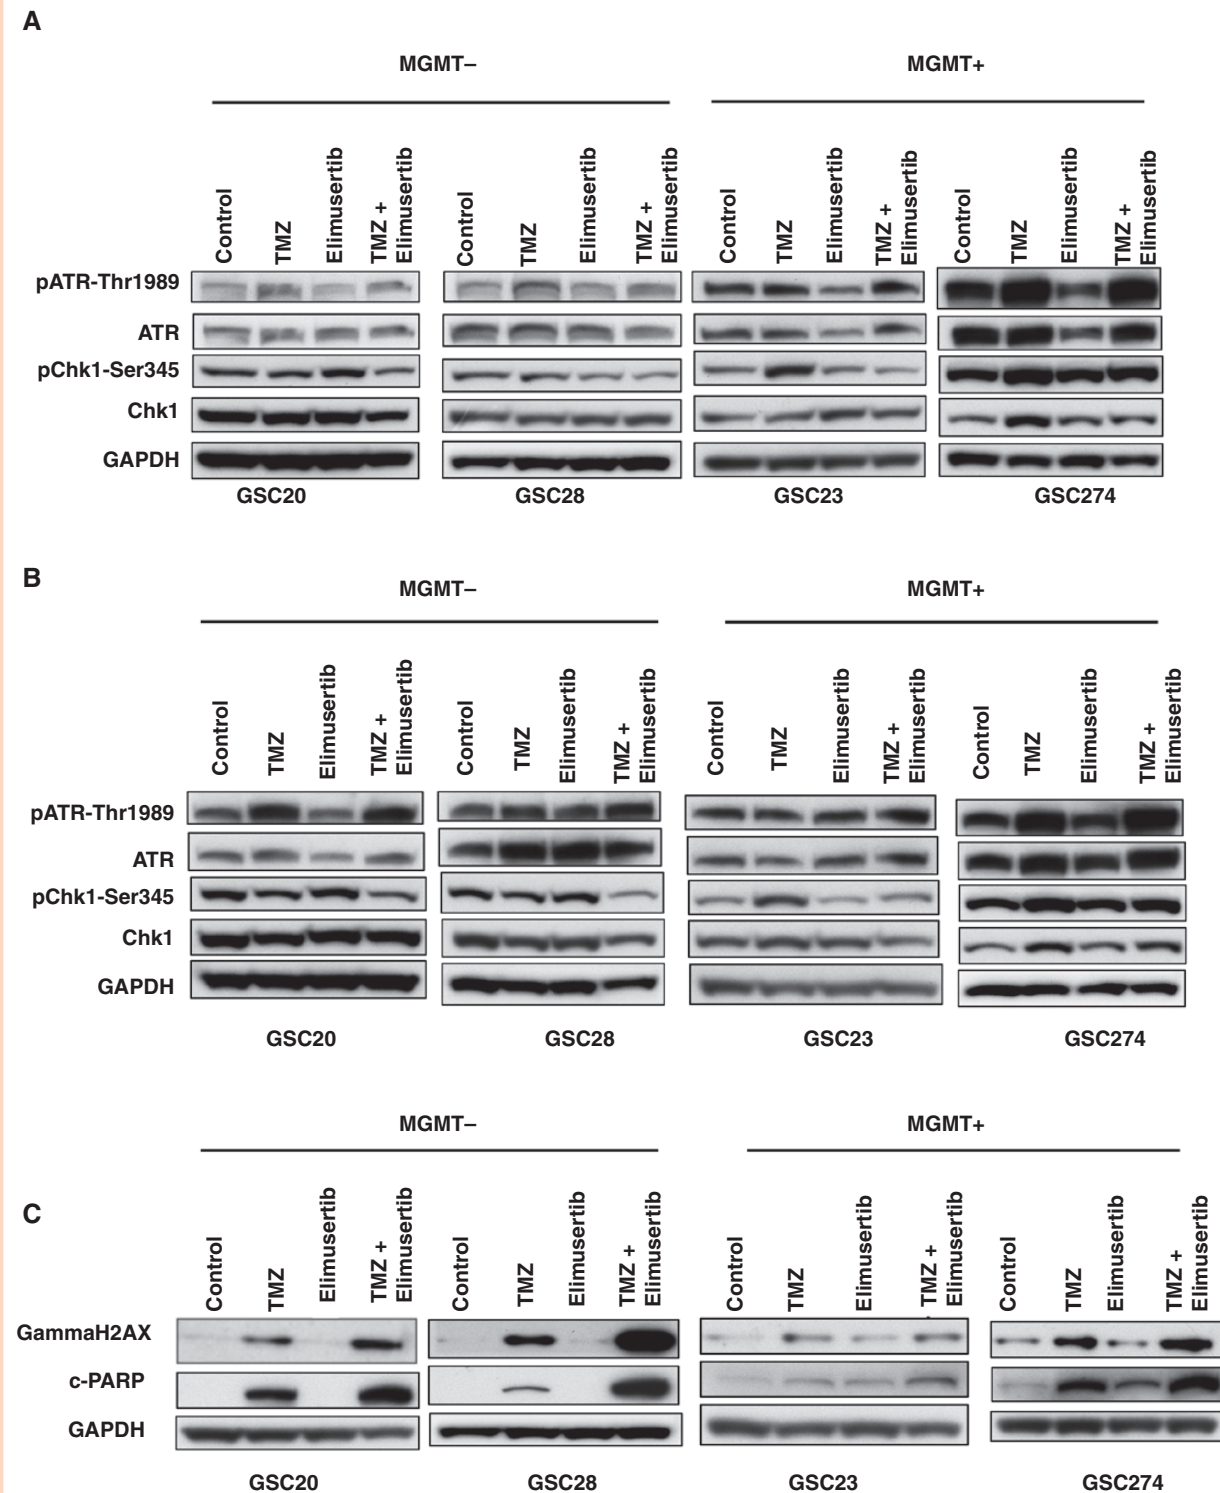 A
MGMT–
MGMT+
Control
TMZ
Elimusertib
TMZ +
Elimusertib
Control
TMZ
Elimusertib
TMZ +
Elimusertib
Control
TMZ
Elimusertib
TMZ +
Elimusertib
Control
TMZ
Elimusertib
TMZ +
Elimusertib
pATR-Thr1989
ATR
pChk1-Ser345
Chk1
GAPDH
GSC20
GSC28
GSC23
GSC274
B
MGMT–
MGMT+
Control
TMZ
Elimusertib
TMZ +
Elimusertib
Control
TMZ
Elimusertib
TMZ +
Elimusertib
Control
TMZ
Elimusertib
TMZ +
Elimusertib
Control
TMZ
Elimusertib
TMZ +
Elimusertib
pATR-Thr1989
ATR
pChk1-Ser345
Chk1
GAPDH
GSC20
GSC28
GSC23
GSC274
MGMT–
MGMT+
C
Control
TMZ
Elimusertib
TMZ +
Elimusertib
Control
TMZ
Elimusertib
TMZ +
Elimusertib
Control
TMZ
Elimusertib
TMZ +
Elimusertib
Control
TMZ
Elimusertib
TMZ +
Elimusertib
GammaH2AX
c-PARP
GAPDH
GSC20
GSC28
GSC23
GSC274